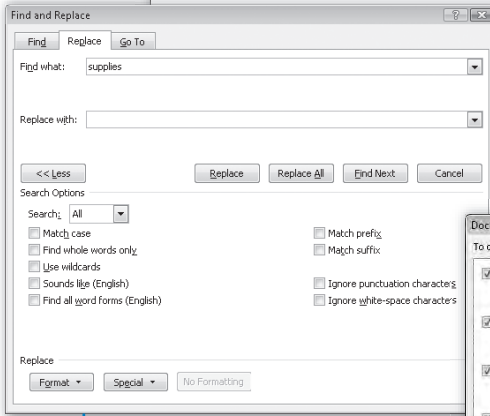 Find and Replace
Find Replace Go To
Find what: supplies
Replace with:
<< Less Replace Replace All Find Next Cancel
Search Options
Search: All
Match case Match prefix
Find whole words only Match suffix
Use wildcards
Sounds like (English) Ignore punctuation characters
Find all word forms (English) Ignore white-space characters
Replace
Format Special No Formatting
Doc
To